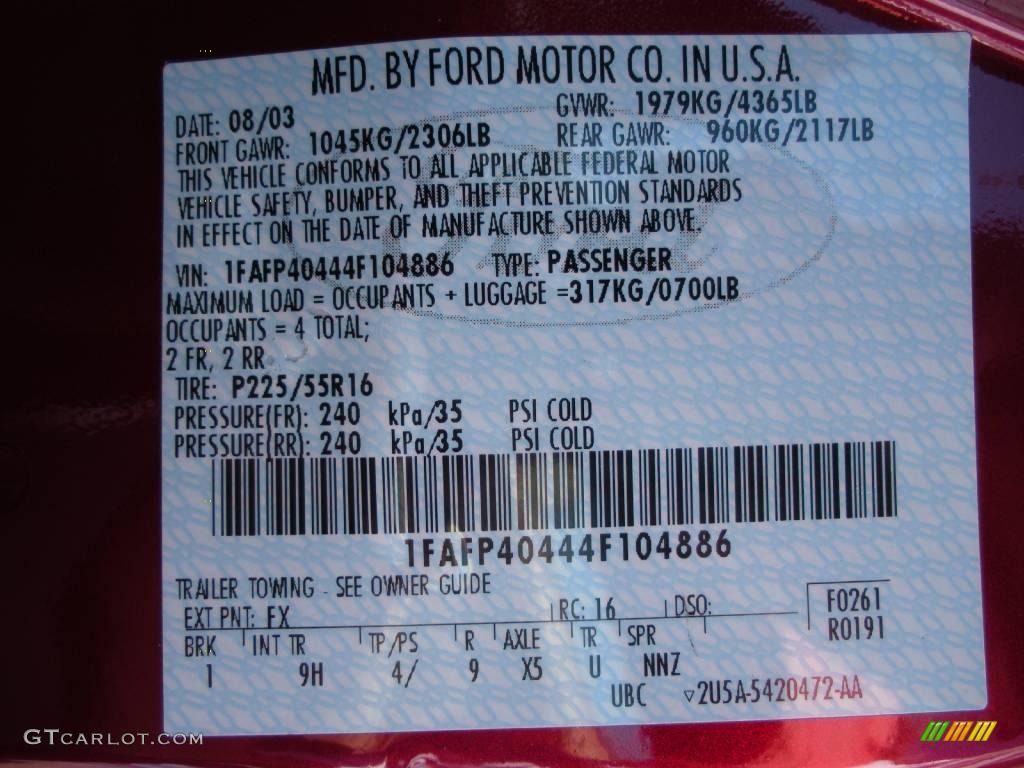 MFD. BY FORD MOTOR CO. IN U.S.A.
DATE: 08/03 GVWR: 1979KG/4365LB
FRONT GAWR: 1045KG/2306LB REAR GAWR: 960KG/2117LB
THIS VEHICLE CONFORMS TO ALL APPLICABLE FEDERAL MOTOR
VEHICLE SAFETY, BUMPER, AND THEFT PREVENTION STANDARDS
IN EFFECT ON THE DATE OF MANUFACTURE SHOWN ABOVE.
VIN: 1FAFP40444F104886 TYPE: PASSENGER
MAXIMUM LOAD = OCCUPANTS + LUGGAGE =317KG/0700LB
OCCUPANTS = 4 TOTAL;
2 FR, 2 RR
TIRE: P225/55R16
PRESSURE(FR): 240 kPa/35 PSI COLD
PRESSURE(RR): 240 kPa/35 PSI COLD
1FAFP40444F104886
TRAILER TOWING - SEE OWNER GUIDE
EXT PNT: FX RC: 16 DSO: F0261
R0191
BRK INT TR TP/PS R AXLE TR SPR
1 9H 4/ 9 X5 U NNZ
UBC ▽2U5A-5420472-AA
GTCARLOT.COM